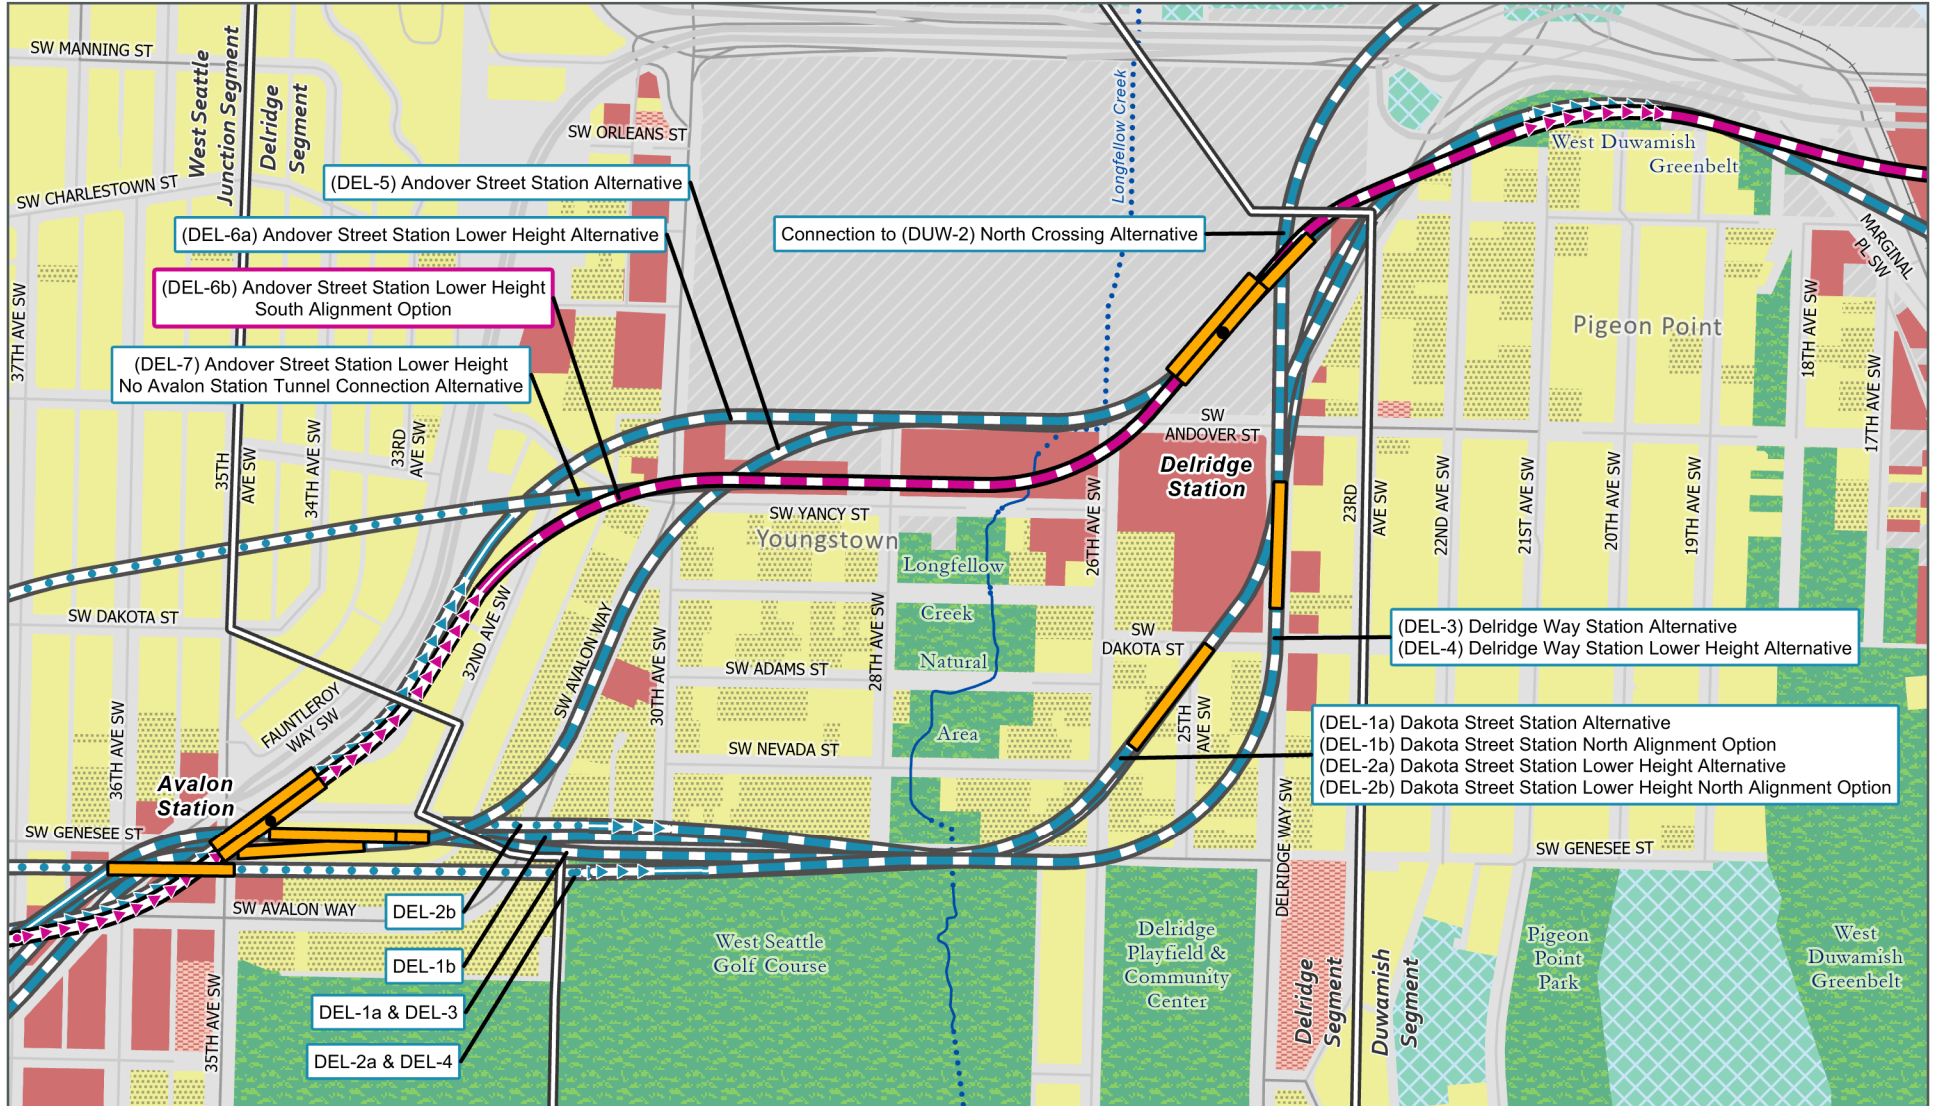 SW MANNING ST
West Seattle
Junction Segment
Delridge
Segment
SW ORLEANS ST
Longfellow Creek
West Duwamish
Greenbelt
SW CHARLESTOWN ST
(DEL-5) Andover Street Station Alternative
(DEL-6a) Andover Street Station Lower Height Alternative
Connection to (DUW-2) North Crossing Alternative
(DEL-6b) Andover Street Station Lower Height
South Alignment Option
(DEL-7) Andover Street Station Lower Height
No Avalon Station Tunnel Connection Alternative
MARGINAL
PL SW
37TH AVE SW
Pigeon Point
18TH AVE SW
17TH AVE SW
35TH
AVE SW
34TH AVE SW
33RD
AVE SW
SW
ANDOVER ST
Delridge
Station
26TH AVE SW
23RD
AVE SW
22ND AVE SW
21ST AVE SW
20TH AVE SW
19TH AVE SW
SW YANCY ST
Youngstown
Longfellow
Creek
Natural
Area
SW DAKOTA ST
32ND AVE SW
SW AVALON WAY
30TH AVE SW
28TH AVE SW
SW ADAMS ST
SW
DAKOTA ST
(DEL-3) Delridge Way Station Alternative
(DEL-4) Delridge Way Station Lower Height Alternative
36TH AVE SW
FAUNTLEROY
WAY SW
SW NEVADA ST
25TH
AVE SW
(DEL-1a) Dakota Street Station Alternative
(DEL-1b) Dakota Street Station North Alignment Option
(DEL-2a) Dakota Street Station Lower Height Alternative
(DEL-2b) Dakota Street Station Lower Height North Alignment Option
Avalon
Station
SW GENESEE ST
DELRIDGE WAY SW
SW GENESEE ST
SW AVALON WAY
DEL-2b
DEL-1b
DEL-1a & DEL-3
DEL-2a & DEL-4
35TH AVE SW
West Seattle
Golf Course
Delridge
Playfield &
Community
Center
Delridge
Segment
Duwamish
Segment
Pigeon
Point
Park
West
Duwamish
Greenbelt